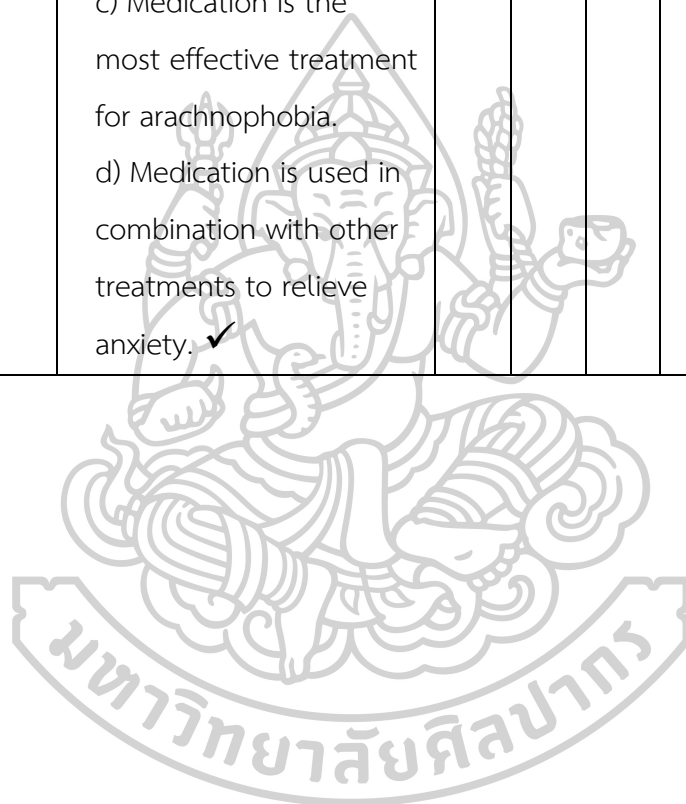 c) Medication is the
most effective treatment
for arachnophobia.
d) Medication is used in
combination with other
treatments to relieve
anxiety. ✓
มหาวิทยาลัยศิลปากร